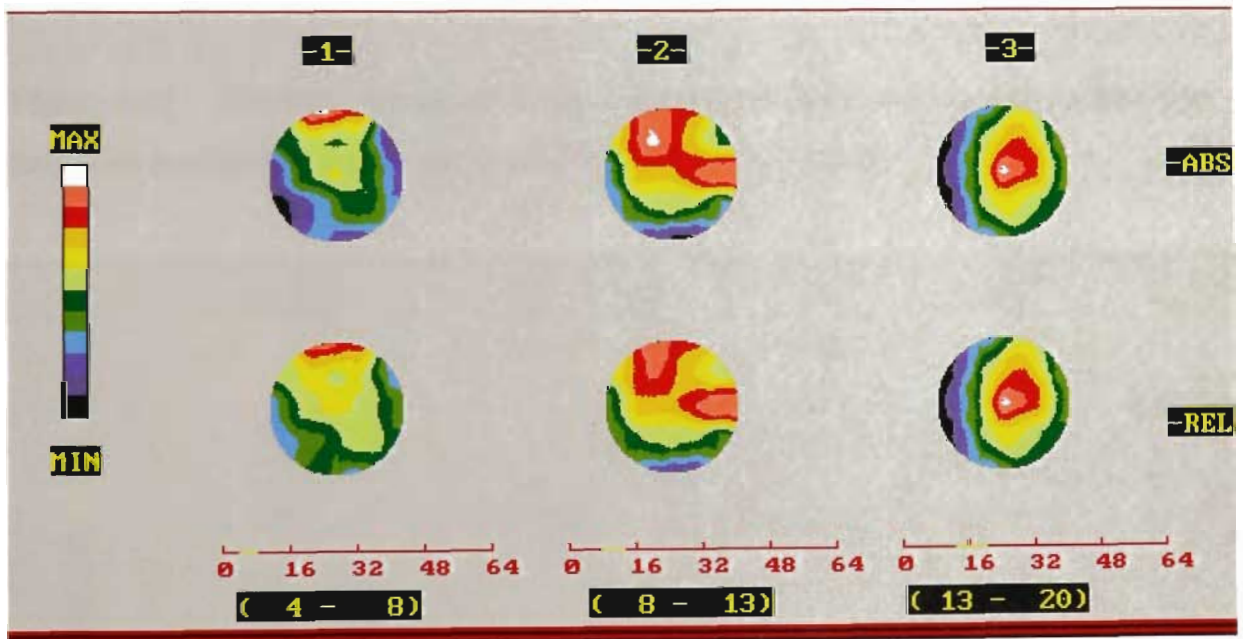 -1- -2- -3-
MAX
-ABS
-REL
MIN
0 16 32 48 64 0 16 32 48 64 0 16 32 48 64
( 4 - 8) ( 8 - 13) ( 13 - 20)